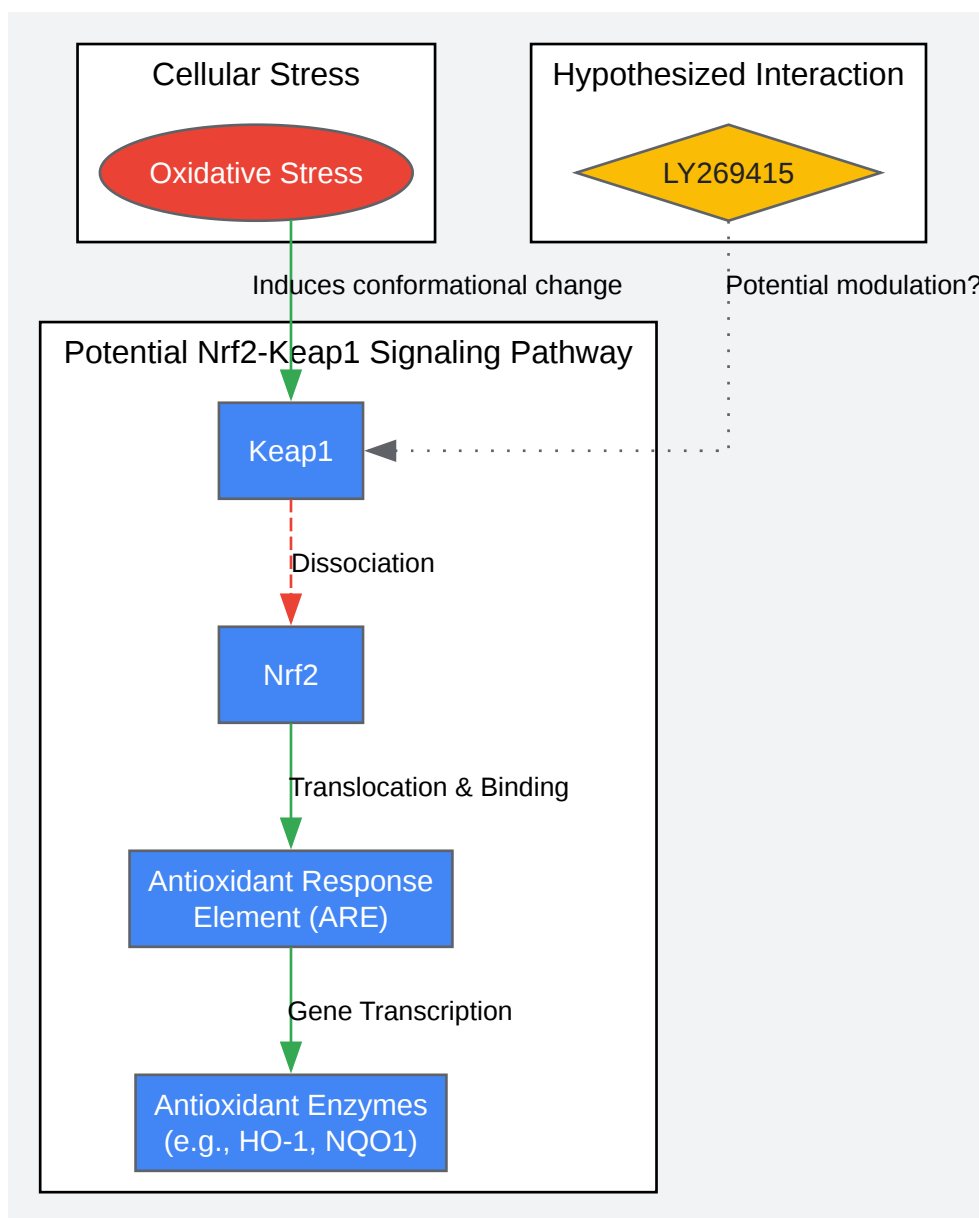 Cellular Stress
Oxidative Stress
Hypothesized Interaction
LY269415
Induces conformational change
Potential modulation?
Potential Nrf2-Keap1 Signaling Pathway
Keap1
Dissociation
Nrf2
Translocation & Binding
Antioxidant Response
Element (ARE)
Gene Transcription
Antioxidant Enzymes
(e.g., HO-1, NQO1)